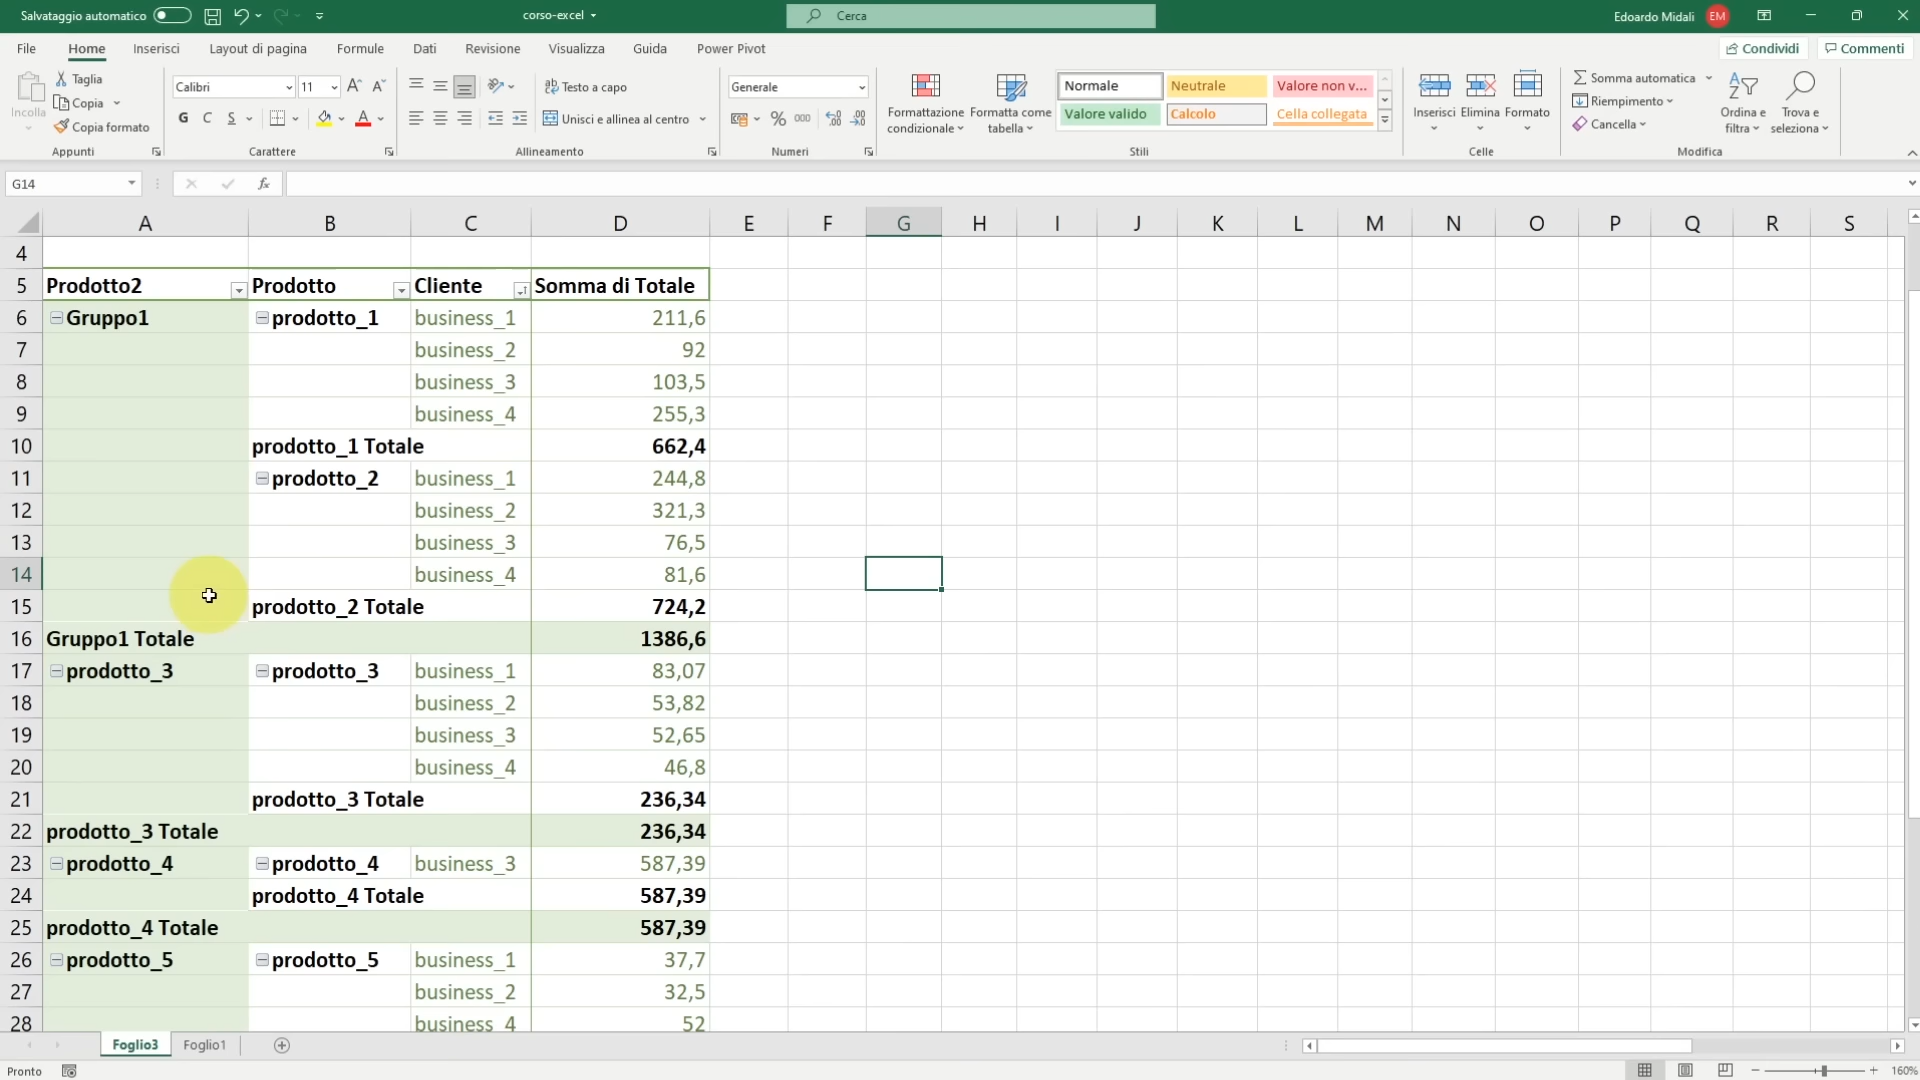 Salvataggio automatico
corso-excel
Cerca
Edoardo Midali EM
File Home Inserisci Layout di pagina Formule Dati Revisione Visualizza Guida Power Pivot Condividi Commenti
Incolla
Taglia
Copia
Copia formato
Appunti
Calibri 11
G C S
Carattere
Testo a capo
Unisci e allinea al centro
Allineamento
Generale
% 000
Numeri
Formattazione condizionale
Formatta come tabella
Normale Neutrale Valore non v...
Valore valido Calcolo Cella collegata
Stili
Inserisci Elimina Formato
Celle
Somma automatica
Riempimento
Cancella
Ordina e filtra
Trova e seleziona
Modifica
G14 fx
A B C D E F G H I J K L M N O P Q R S
4
5 Prodotto2 Prodotto Cliente Somma di Totale
6 Gruppo1 prodotto_1 business_1 211,6
7 business_2 92
8 business_3 103,5
9 business_4 255,3
10 prodotto_1 Totale 662,4
11 prodotto_2 business_1 244,8
12 business_2 321,3
13 business_3 76,5
14 business_4 81,6
15 prodotto_2 Totale 724,2
16 Gruppo1 Totale 1386,6
17 prodotto_3 prodotto_3 business_1 83,07
18 business_2 53,82
19 business_3 52,65
20 business_4 46,8
21 prodotto_3 Totale 236,34
22 prodotto_3 Totale 236,34
23 prodotto_4 prodotto_4 business_3 587,39
24 prodotto_4 Totale 587,39
25 prodotto_4 Totale 587,39
26 prodotto_5 prodotto_5 business_1 37,7
27 business_2 32,5
28 business_4 52
Foglio3 Foglio1
Pronto
160%